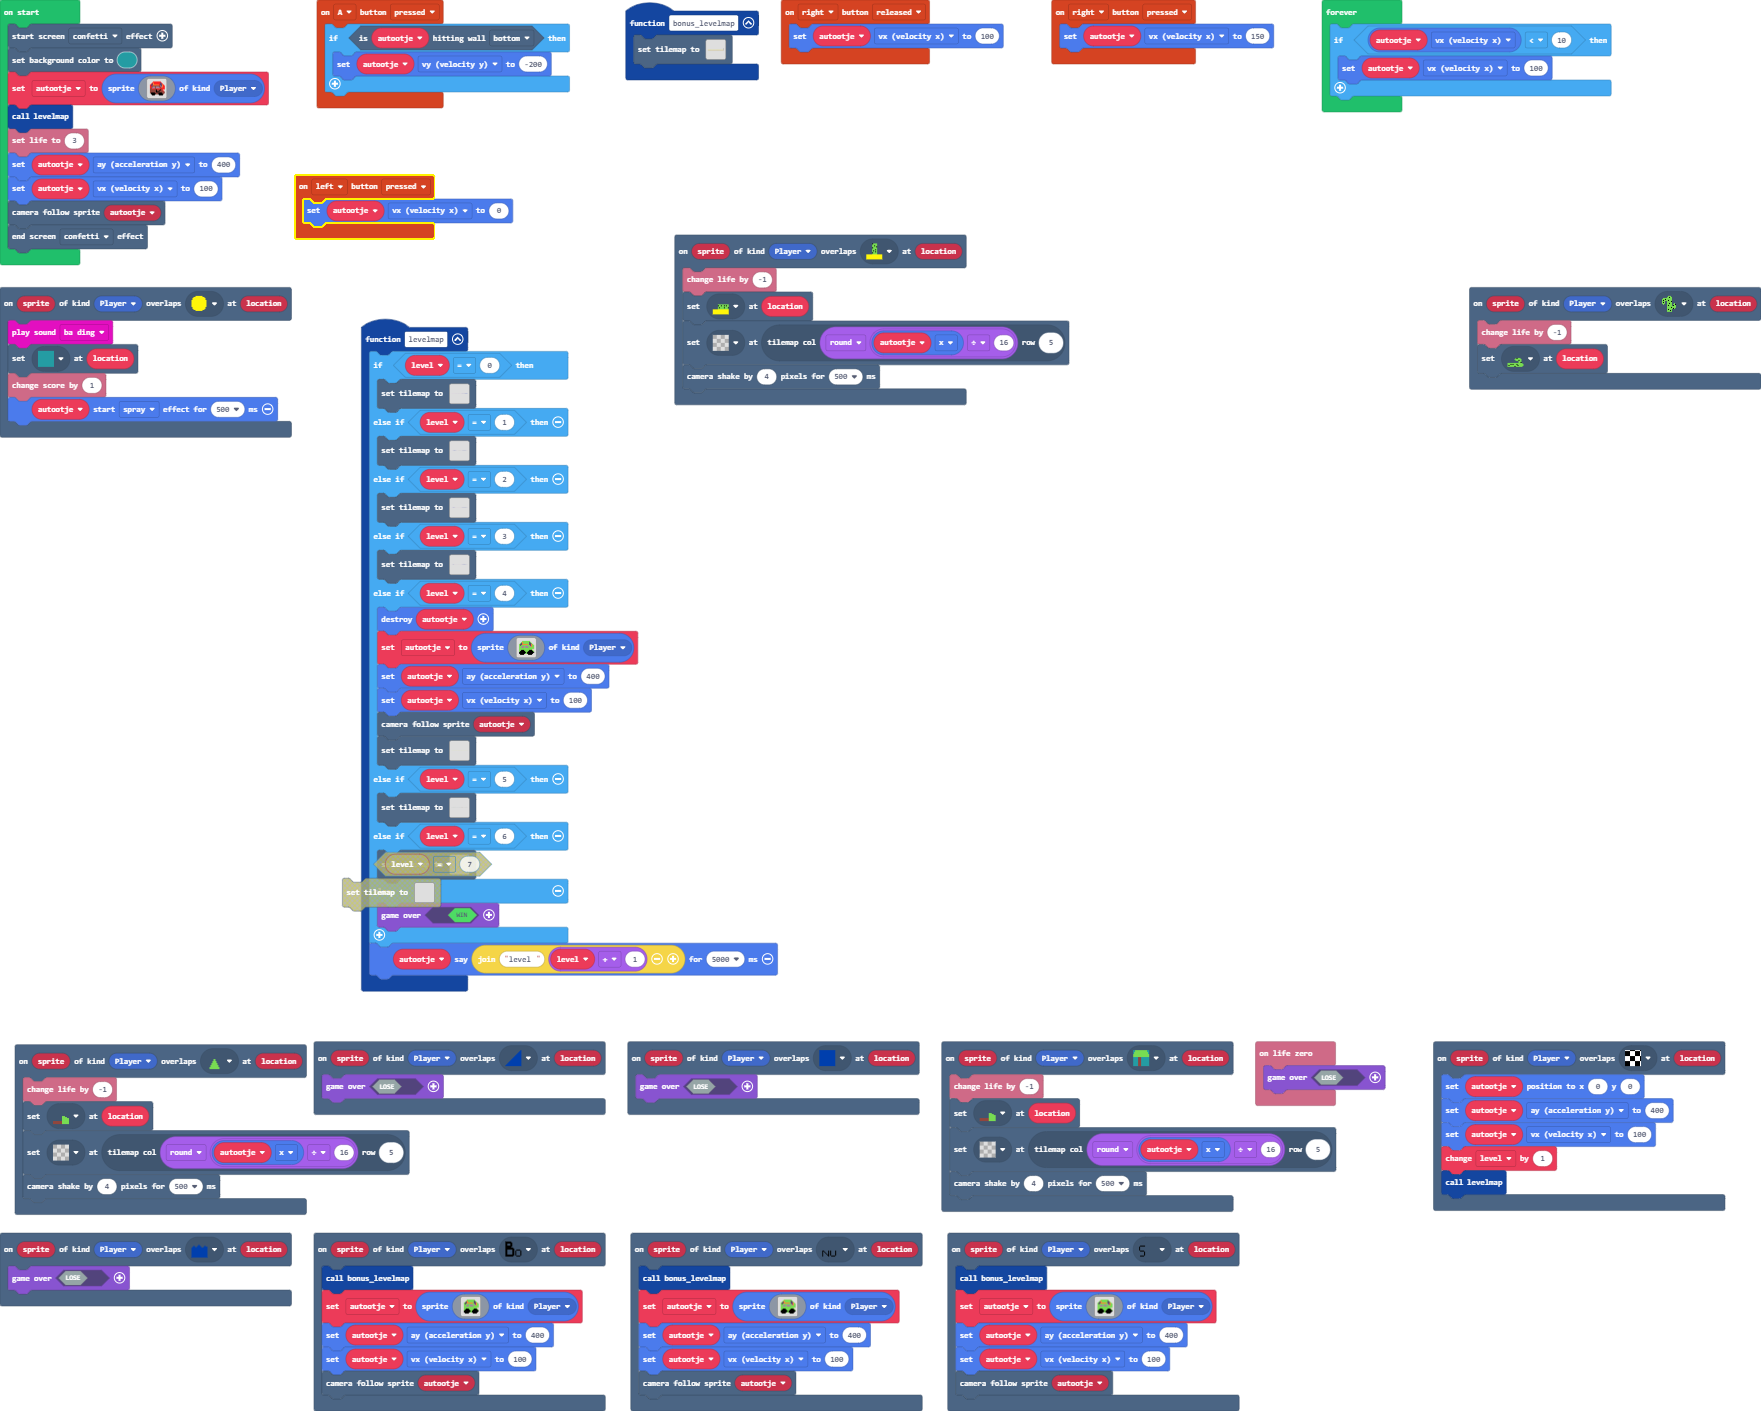 on start
start screen confetti effect
set background color to
set autootje to sprite of kind Player
call levelmap
set life to 3
set autootje ay (acceleration y) to 400
set autootje vx (velocity x) to 100
camera follow sprite autootje
end screen confetti effect
on A button pressed
if is autootje hitting wall bottom then
set autootje vy (velocity y) to -200
function bonus_levelmap
set tilemap to
on right button released
set autootje vx (velocity x) to 100
on right button pressed
set autootje vx (velocity x) to 150
forever
if autootje vx (velocity x) < 10 then
set autootje vx (velocity x) to 100
on left button pressed
set autootje vx (velocity x) to 0
on sprite of kind Player overlaps at location
change life by -1
set at location
set at tilemap col round autootje x ÷ 16 row 5
camera shake by 4 pixels for 500 ms
on sprite of kind Player overlaps at location
change life by -1
set at location
on sprite of kind Player overlaps at location
play sound ba ding
set at location
change score by 1
autootje start spray effect for 500 ms
function levelmap
if level = 0 then
set tilemap to
else if level = 1 then
set tilemap to
else if level = 2 then
set tilemap to
else if level = 3 then
set tilemap to
else if level = 4 then
destroy autootje
set autootje to sprite of kind Player
set autootje ay (acceleration y) to 400
set autootje vx (velocity x) to 100
camera follow sprite autootje
set tilemap to
else if level = 5 then
set tilemap to
else if level = 6 then
level = 7
set tilemap to
game over WIN
autootje say join "level " level + 1 for 5000 ms
on sprite of kind Player overlaps at location
change life by -1
set at location
set at tilemap col round autootje x ÷ 16 row 5
camera shake by 4 pixels for 500 ms
on sprite of kind Player overlaps at location
game over LOSE
on sprite of kind Player overlaps at location
game over LOSE
on sprite of kind Player overlaps at location
change life by -1
set at location
set at tilemap col round autootje x ÷ 16 row 5
camera shake by 4 pixels for 500 ms
on life zero
game over LOSE
on sprite of kind Player overlaps at location
set autootje position to x 0 y 0
set autootje ay (acceleration y) to 400
set autootje vx (velocity x) to 100
change level by 1
call levelmap
on sprite of kind Player overlaps at location
game over LOSE
on sprite of kind Player overlaps Bo at location
call bonus_levelmap
set autootje to sprite of kind Player
set autootje ay (acceleration y) to 400
set autootje vx (velocity x) to 100
camera follow sprite autootje
on sprite of kind Player overlaps NU at location
call bonus_levelmap
set autootje to sprite of kind Player
set autootje ay (acceleration y) to 400
set autootje vx (velocity x) to 100
camera follow sprite autootje
on sprite of kind Player overlaps S at location
call bonus_levelmap
set autootje to sprite of kind Player
set autootje ay (acceleration y) to 400
set autootje vx (velocity x) to 100
camera follow sprite autootje